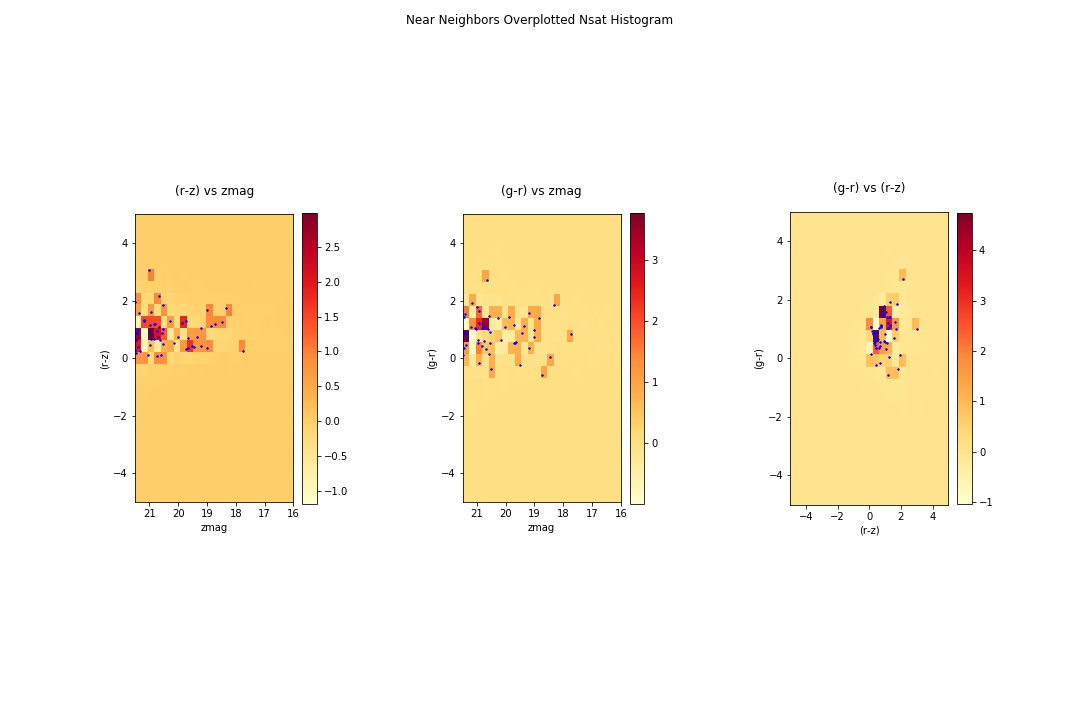 Near Neighbors Overplotted Nsat Histogram
(r-z) vs zmag
(g-r) vs zmag
(g-r) vs (r-z)
4
2
0
−2
−4
(r-z)
21 20 19 18 17 16
zmag
2.5
2.0
1.5
1.0
0.5
0.0
−0.5
−1.0
4
2
0
−2
−4
(g-r)
21 20 19 18 17 16
zmag
3
2
1
0
4
2
0
−2
−4
(g-r)
−4 −2 0 2 4
(r-z)
4
3
2
1
0
−1